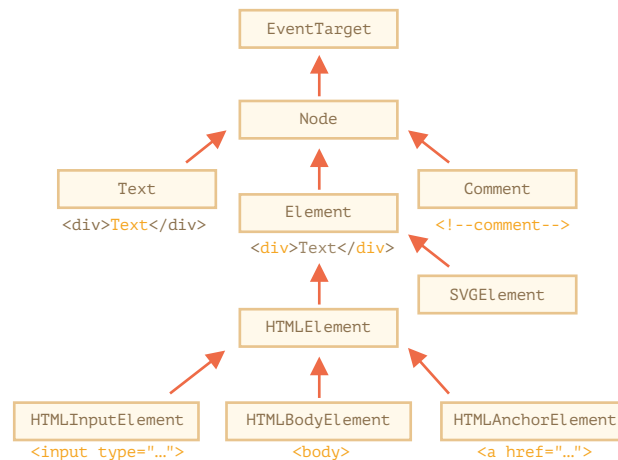 EventTarget
Node
Text
<div>Text</div>
Element
<div>Text</div>
Comment
<!--comment-->
SVGElement
HTMLElement
HTMLInputElement
<input type="…">
HTMLBodyElement
<body>
HTMLAnchorElement
<a href="…">